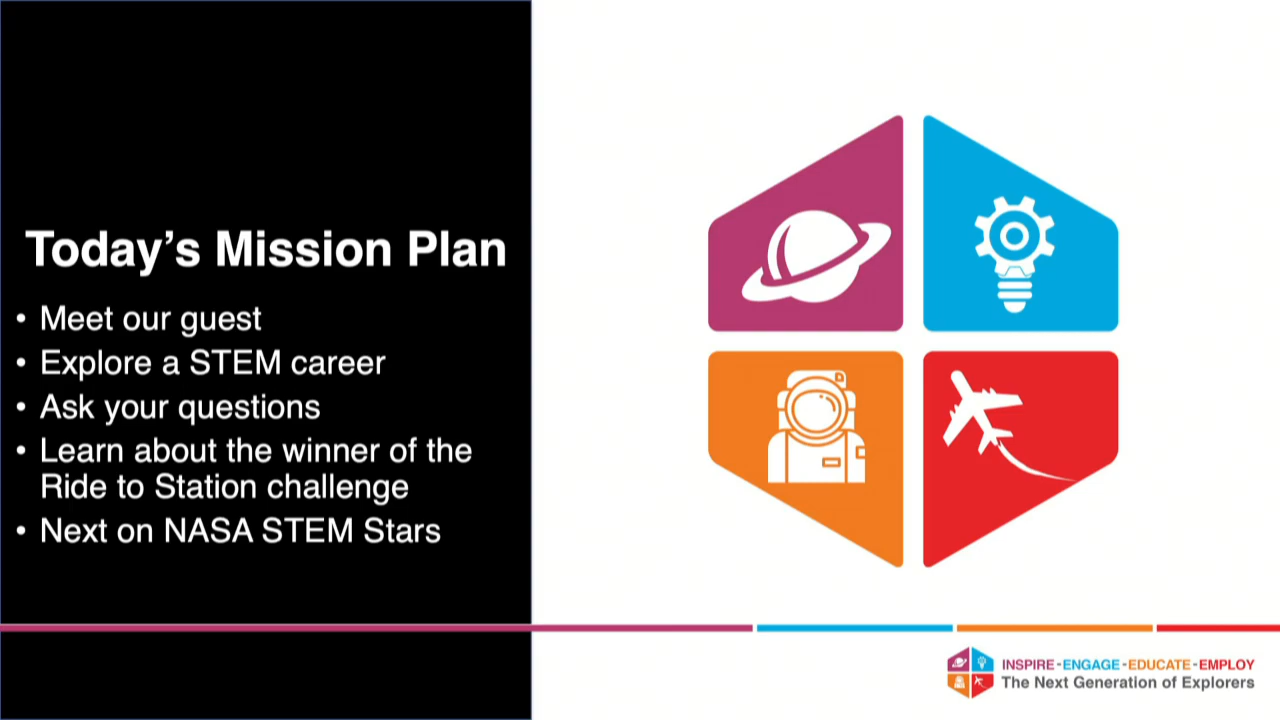 Today's Mission Plan
• Meet our guest
• Explore a STEM career
• Ask your questions
• Learn about the winner of the
Ride to Station challenge
• Next on NASA STEM Stars
INSPIRE - ENGAGE - EDUCATE - EMPLOY
The Next Generation of Explorers